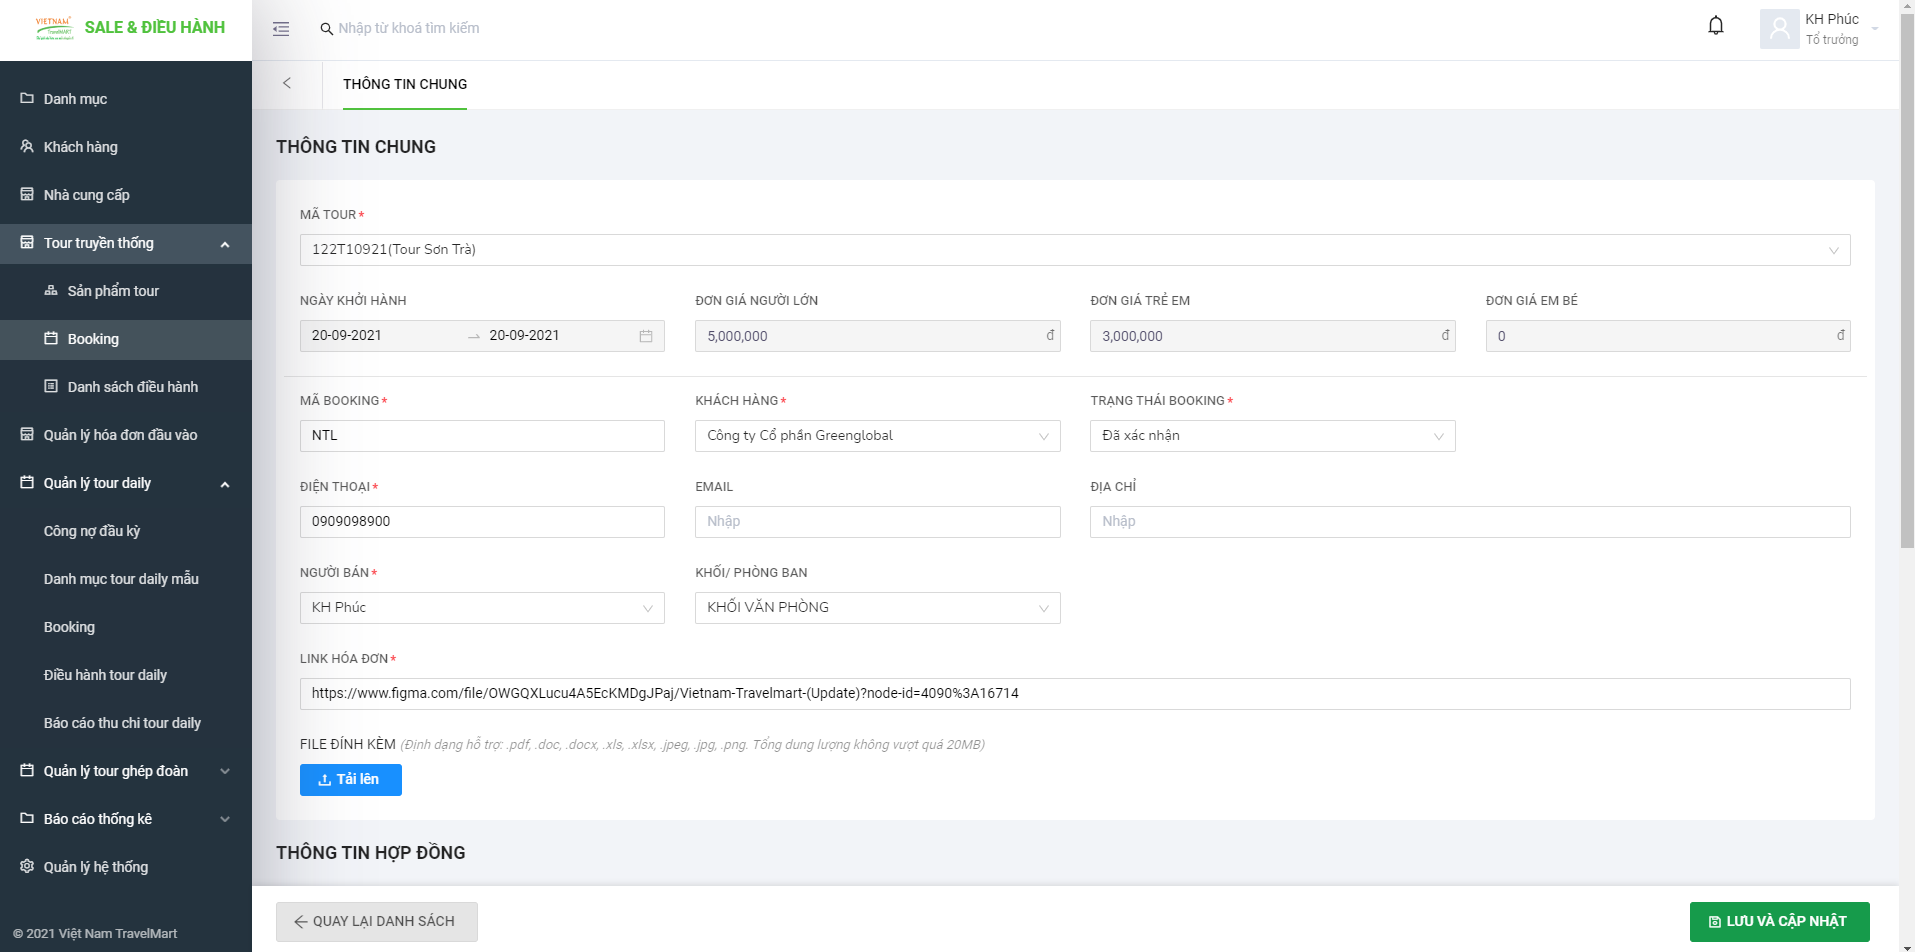 VIETNAM
TravelMART
SALE & ĐIỀU HÀNH
Nhập từ khoá tìm kiếm
KH Phúc
Tổ trưởng
Danh mục
Khách hàng
Nhà cung cấp
Tour truyền thống
Sản phẩm tour
Booking
Danh sách điều hành
Quản lý hóa đơn đầu vào
Quản lý tour daily
Công nợ đầu kỳ
Danh mục tour daily mẫu
Booking
Điều hành tour daily
Báo cáo thu chi tour daily
Quản lý tour ghép đoàn
Báo cáo thống kê
Quản lý hệ thống
© 2021 Việt Nam TravelMart
THÔNG TIN CHUNG
THÔNG TIN CHUNG
MÃ TOUR*
122T10921(Tour Sơn Trà)
NGÀY KHỞI HÀNH
ĐƠN GIÁ NGƯỜI LỚN
ĐƠN GIÁ TRẺ EM
ĐƠN GIÁ EM BÉ
20-09-2021 → 20-09-2021
5,000,000 đ
3,000,000 đ
0 đ
MÃ BOOKING*
KHÁCH HÀNG*
TRẠNG THÁI BOOKING*
NTL
Công ty Cổ phần Greenglobal
Đã xác nhận
ĐIỆN THOẠI*
EMAIL
ĐỊA CHỈ
0909098900
Nhập
Nhập
NGƯỜI BÁN*
KHỐI/ PHÒNG BAN
KH Phúc
KHỐI VĂN PHÒNG
LINK HÓA ĐƠN*
https://www.figma.com/file/OWGQXLucu4A5EcKMDgJPaj/Vietnam-Travelmart-(Update)?node-id=4090%3A16714
FILE ĐÍNH KÈM (Định dạng hỗ trợ: .pdf, .doc, .docx, .xls, .xlsx, .jpeg, .jpg, .png. Tổng dung lượng không vượt quá 20MB)
Tải lên
THÔNG TIN HỢP ĐỒNG
QUAY LẠI DANH SÁCH
LƯU VÀ CẬP NHẬT